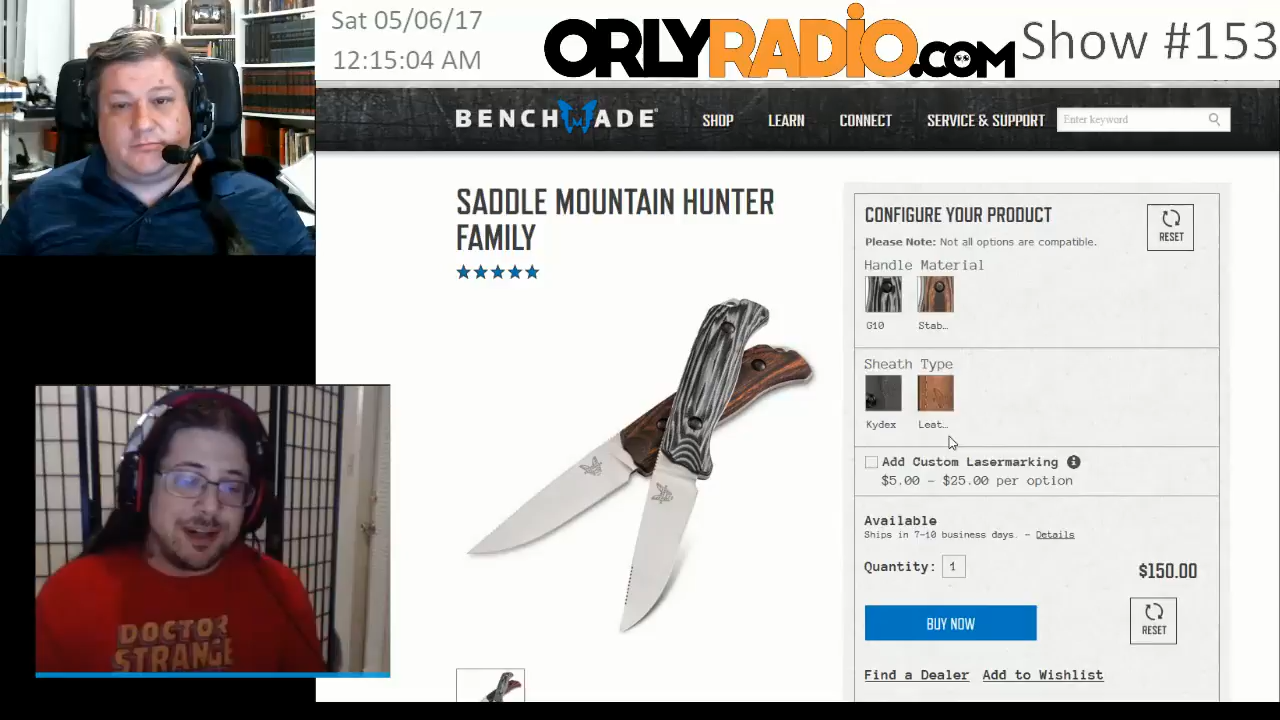 Sat 05/06/17
12:15:04 AM
ORLYRADIO.COM
Show #153
BENCHMADE
SHOP
LEARN
CONNECT
SERVICE & SUPPORT
Enter keyword
SADDLE MOUNTAIN HUNTER
FAMILY
CONFIGURE YOUR PRODUCT
Please Note: Not all options are compatible.
RESET
Handle Material
G10
Stab...
Sheath Type
Kydex
Leat...
Add Custom Lasermarking
$5.00 – $25.00 per option
Available
Ships in 7-10 business days. – Details
Quantity: 1
$150.00
BUY NOW
RESET
Find a Dealer
Add to Wishlist
DOCTOR
STRANGE